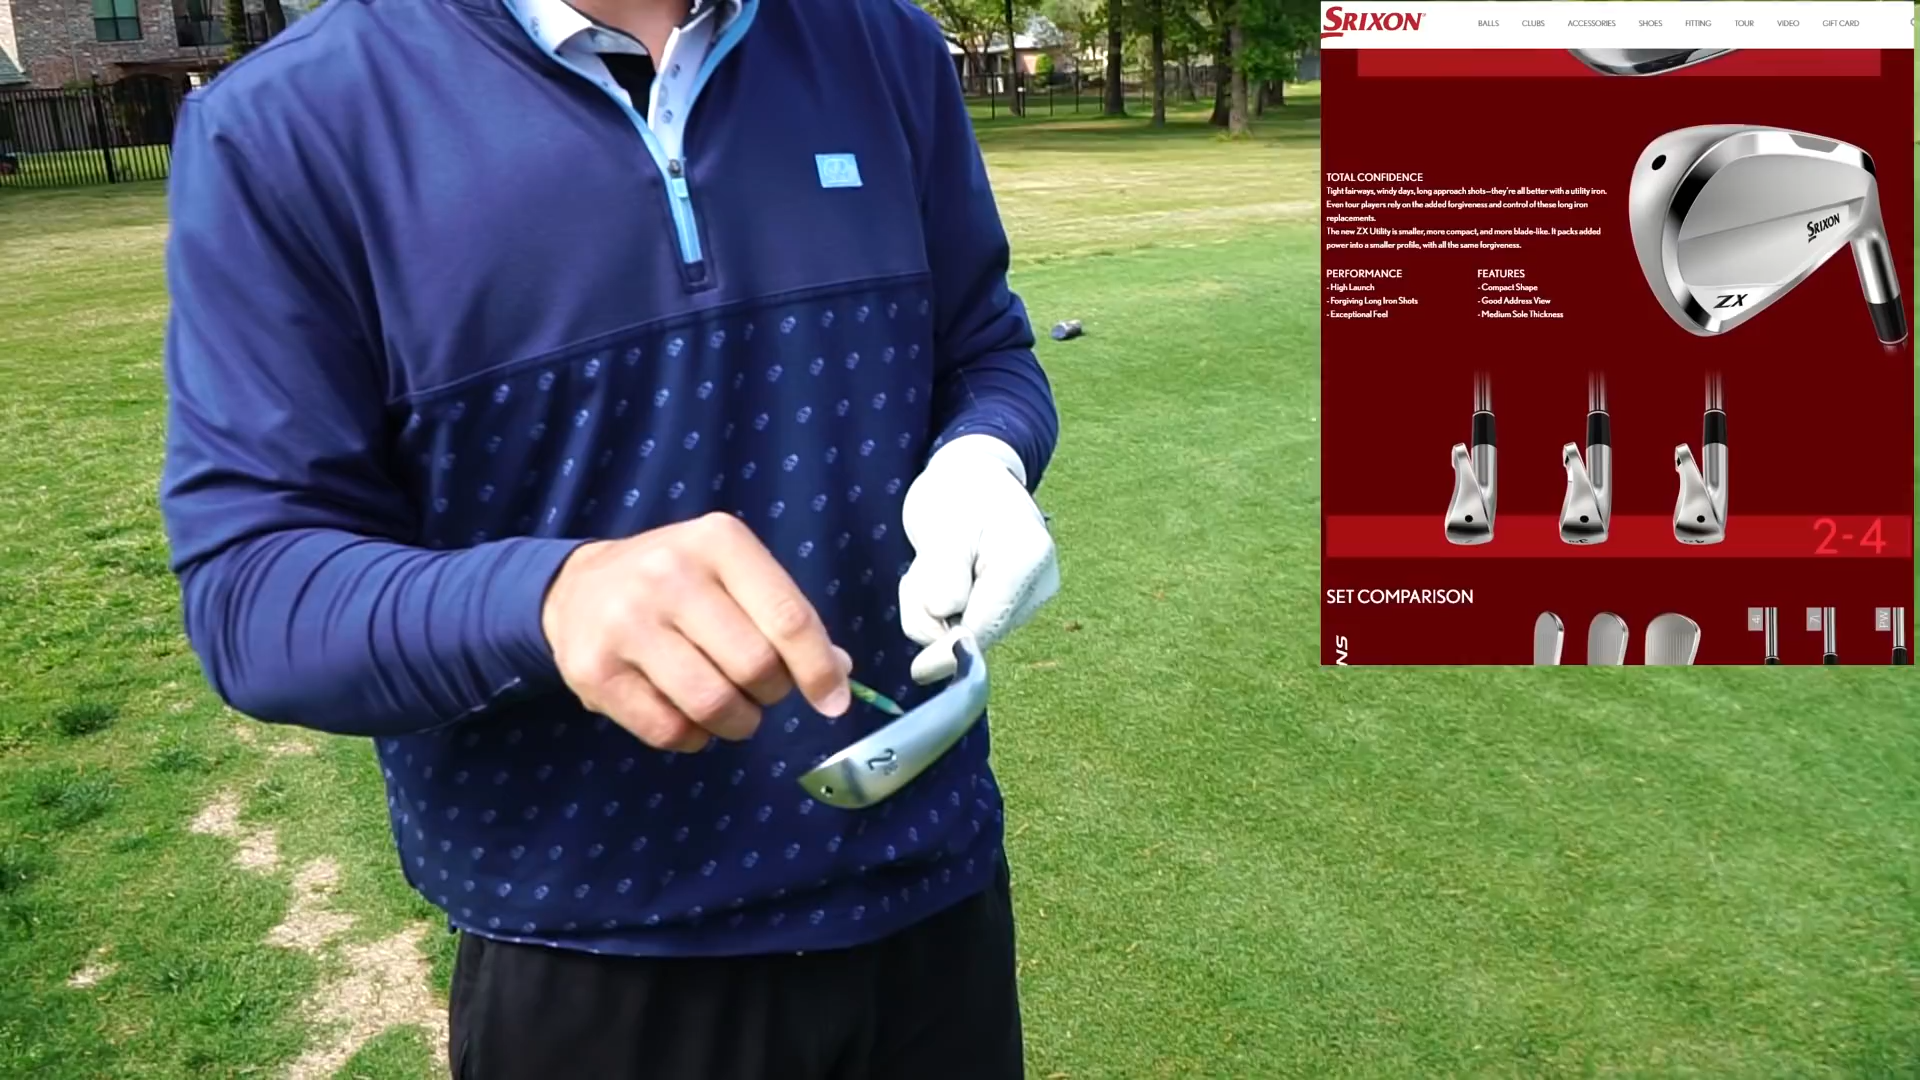 SRIXON
BALLS CLUBS ACCESSORIES SHOES FITTING TOUR VIDEO GIFT CARD
TOTAL CONFIDENCE
Tight fairways, windy days, long approach shots—they're all better with a utility iron.
Even tour players rely on the added forgiveness and control of these long iron
replacements.
The new ZX Utility is smaller, more compact, and more blade-like. It packs added
power into a smaller profile, with all the same forgiveness.
PERFORMANCE
- High Launch
- Forgiving Long Iron Shots
- Exceptional Feel
FEATURES
- Compact Shape
- Good Address View
- Medium Sole Thickness
SRIXON
ZX
2-4
SET COMPARISON
4i 7i PW
2